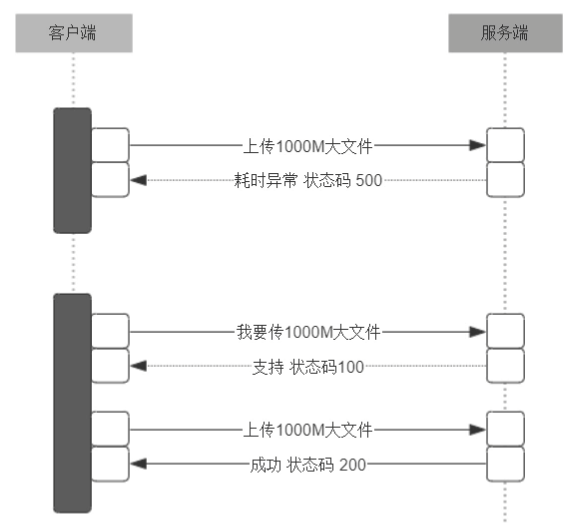 客户端
服务端
上传1000M大文件
耗时异常 状态码 500
我要传1000M大文件
支持 状态码100
上传1000M大文件
成功 状态码 200